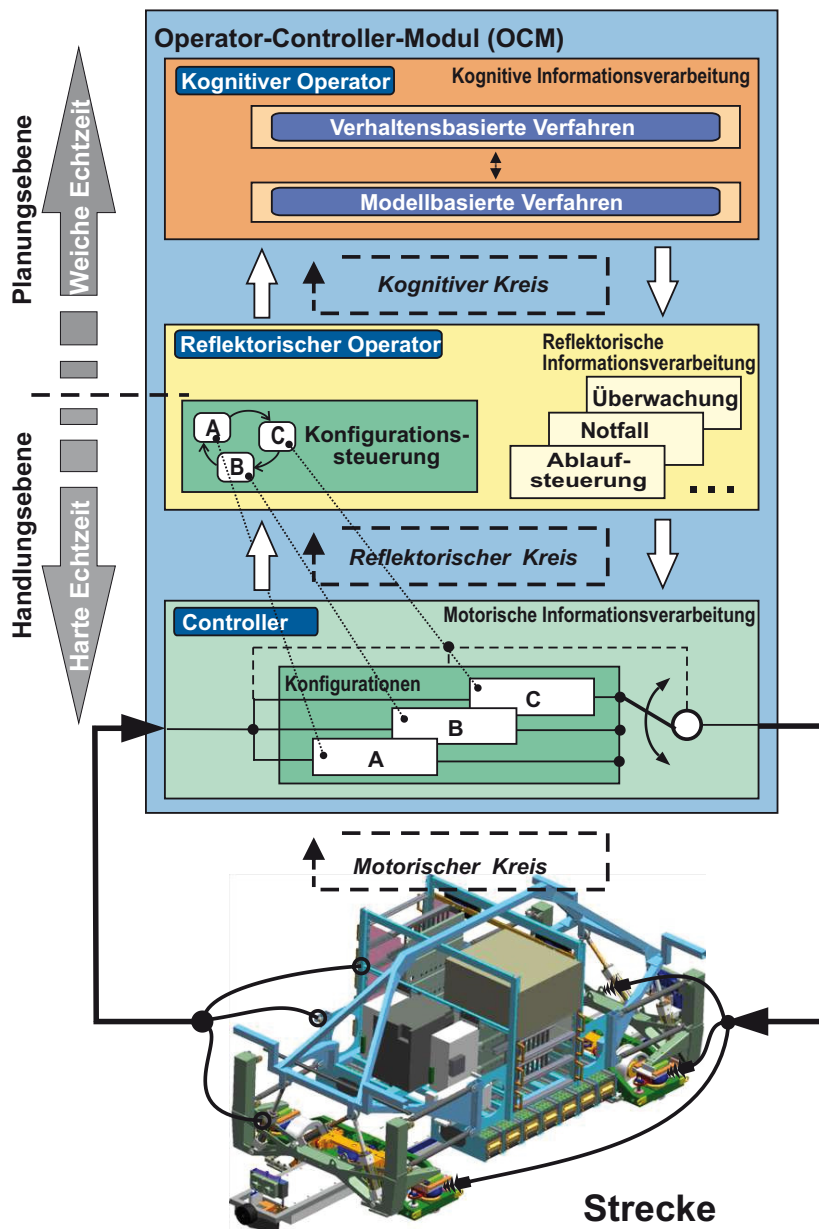 Operator-Controller-Modul (OCM)
Kognitiver Operator
Kognitive Informationsverarbeitung
Verhaltensbasierte Verfahren
Modellbasierte Verfahren
Planungsebene
Weiche Echtzeit
Kognitiver Kreis
Reflektorischer Operator
Reflektorische
Informationsverarbeitung
Überwachung
Notfall
Ablauf-
steuerung
...
A
C
B
Konfigurations-
steuerung
Handlungsebene
Harte Echtzeit
Reflektorischer Kreis
Controller
Motorische Informationsverarbeitung
Konfigurationen
C
B
A
Motorischer Kreis
Strecke